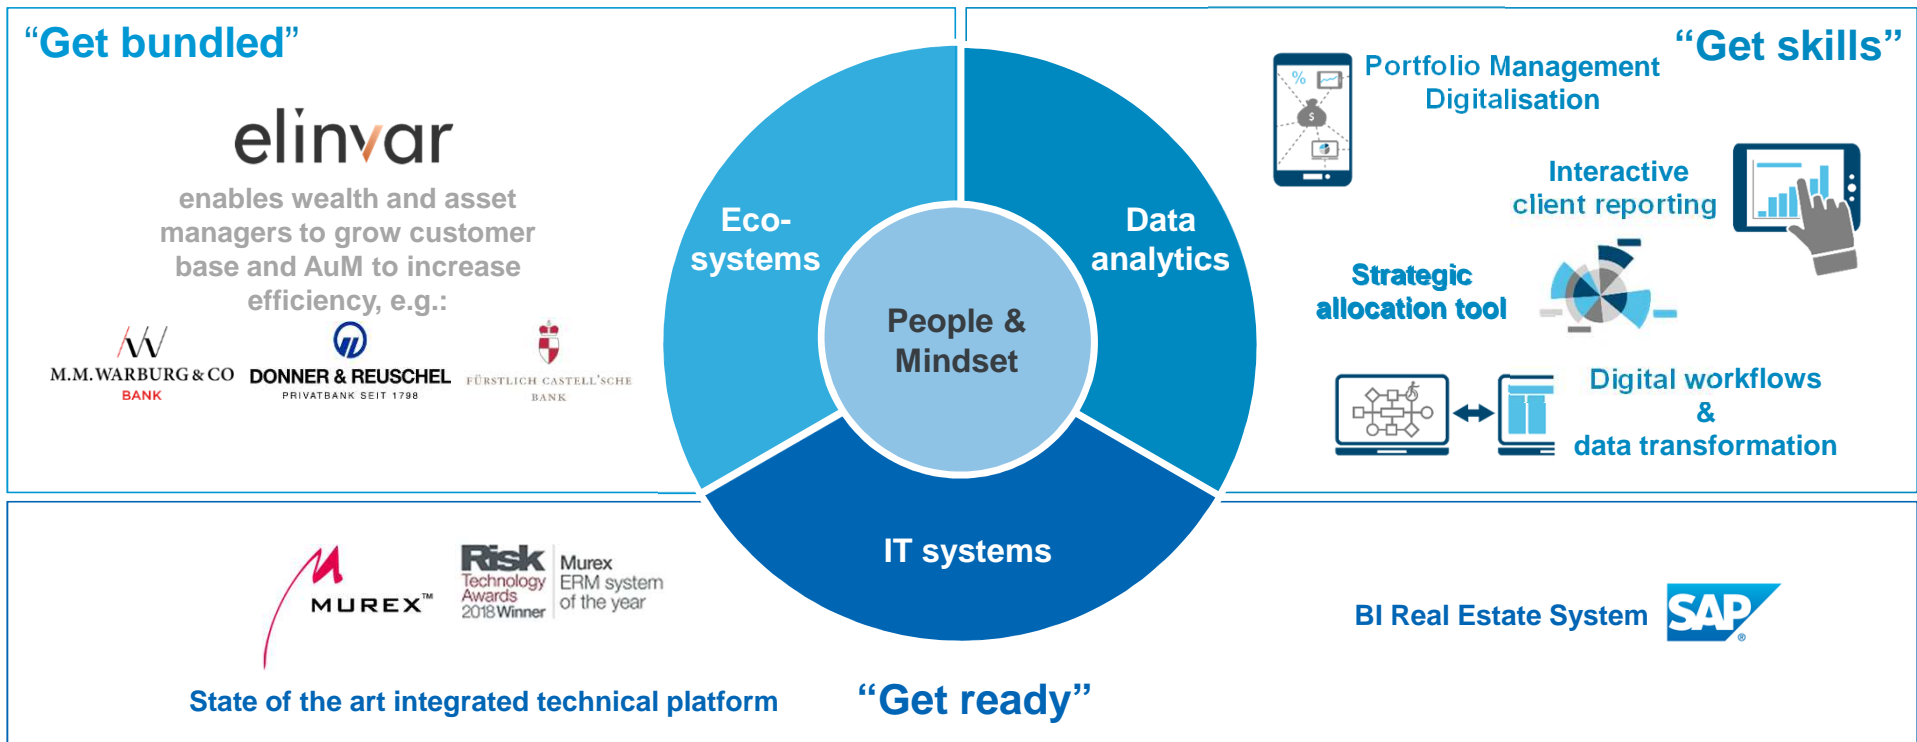 “Get bundled”
elinvar
enables wealth and asset
managers to grow customer
base and AuM to increase
efficiency, e.g.:
M.M.WARBURG & CO
BANK
DONNER & REUSCHEL
PRIVATBANK SEIT 1798
FÜRSTLICH CASTELL'SCHE
BANK
Eco-
systems
Data
analytics
People &
Mindset
IT systems
“Get skills”
%
$
Portfolio Management
Digitalisation
Interactive
client reporting
Strategic
allocation tool
Digital workflows
&
data transformation
MUREX™
Risk
Technology
Awards
2018 Winner
Murex
ERM system
of the year
State of the art integrated technical platform
“Get ready”
BI Real Estate System
SAP®